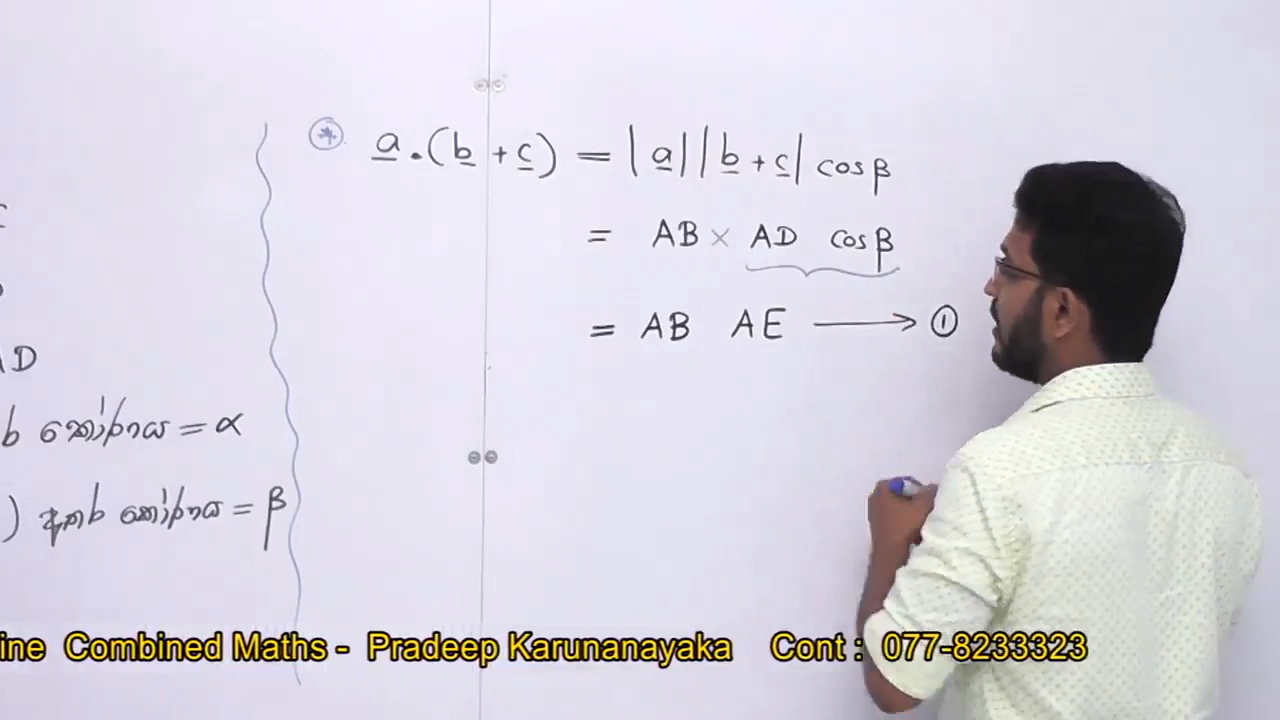 a.(b + c) = |a||b + c| cos β
= AB × AD cos β
= AB AE ⟶ ①
AD
කෝණය = α
) අතර කෝණය = β
ine Combined Maths - Pradeep Karunanayaka Cont : 077-8233323